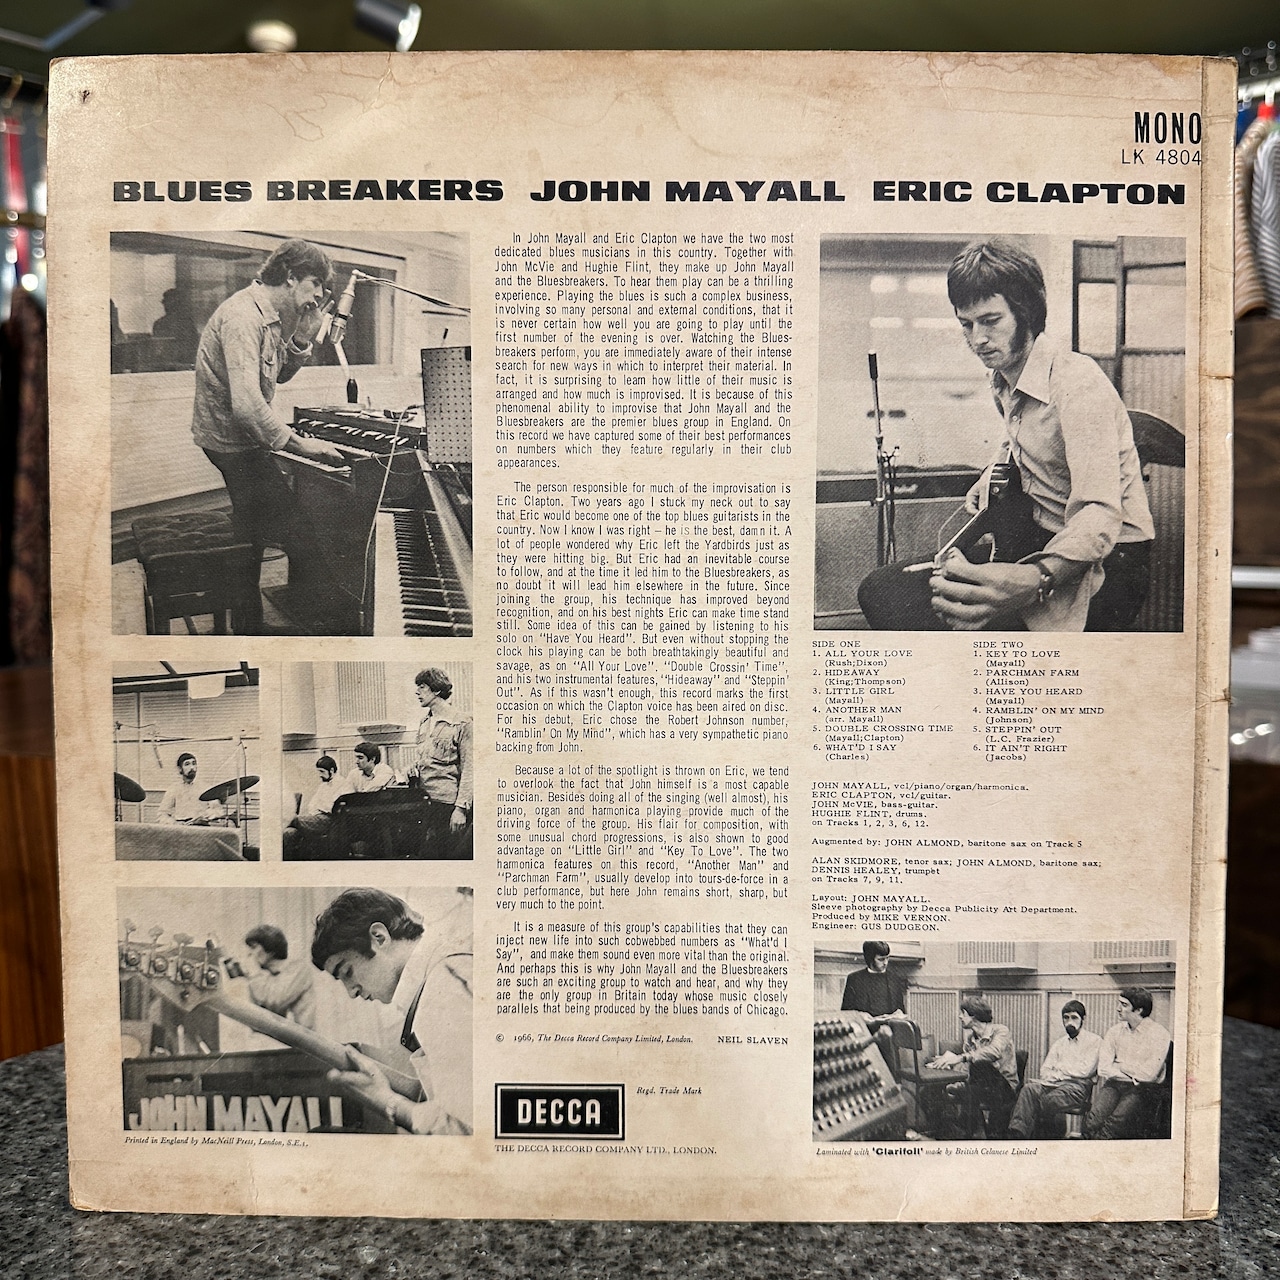 MONO
LK 4804
BLUES BREAKERS JOHN MAYALL ERIC CLAPTON
In John Mayall and Eric Clapton we have the two most
dedicated blues musicians in this country. Together with
John McVie and Hughie Flint, they make up John Mayall
and the Bluesbreakers. To hear them play can be a thrilling
experience. Playing the blues is such a complex business,
involving so many personal and external conditions, that it
is never certain how well you are going to play until the
first number of the evening is over. Watching the Blues-
breakers perform, you are immediately aware of their intense
search for new ways in which to interpret their material. In
fact, it is surprising to learn how little of their music is
arranged and how much is improvised. It is because of this
phenomenal ability to improvise that John Mayall and the
Bluesbreakers are the premier blues group in England. On
this record we have captured some of their best performances
on numbers which they feature regularly in their club
appearances.
The person responsible for much of the improvisation is
Eric Clapton. Two years ago I stuck my neck out to say
that Eric would become one of the top blues guitarists in the
country. Now I know I was right – he is the best, damn it. A
lot of people wondered why Eric left the Yardbirds just as
they were hitting big. But Eric had an inevitable course
to follow, and at the time it led him to the Bluesbreakers, as
no doubt it will lead him elsewhere in the future. Since
joining the group, his technique has improved beyond
recognition, and on his best nights Eric can make time stand
still. Some idea of this can be gained by listening to his
solo on "Have You Heard". But even without stopping the
clock his playing can be both breathtakingly beautiful and
savage, as on "All Your Love", "Double Crossin' Time",
and his two instrumental features, "Hideaway" and "Steppin'
Out". As if this wasn't enough, this record marks the first
occasion on which the Clapton voice has been aired on disc.
For his debut, Eric chose the Robert Johnson number,
"Ramblin' On My Mind", which has a very sympathetic piano
backing from John.
Because a lot of the spotlight is thrown on Eric, we tend
to overlook the fact that John himself is a most capable
musician. Besides doing all of the singing (well almost), his
piano, organ and harmonica playing provide much of the
driving force of the group. His flair for composition, with
some unusual chord progressions, is also shown to good
advantage on "Little Girl" and "Key To Love". The two
harmonica features on this record, "Another Man" and
"Parchman Farm", usually develop into tours-de-force in a
club performance, but here John remains short, sharp, but
very much to the point.
It is a measure of this group's capabilities that they can
inject new life into such cobwebbed numbers as "What'd I
Say", and make them sound even more vital than the original.
And perhaps this is why John Mayall and the Bluesbreakers
are such an exciting group to watch and hear, and why they
are the only group in Britain today whose music closely
parallels that being produced by the blues bands of Chicago.
© 1966, The Decca Record Company Limited, London. NEIL SLAVEN
DECCA
Regd. Trade Mark
THE DECCA RECORD COMPANY LTD., LONDON.
SIDE ONE
1. ALL YOUR LOVE
(Rush;Dixon)
2. HIDEAWAY
(King;Thompson)
3. LITTLE GIRL
(Mayall)
4. ANOTHER MAN
(arr. Mayall)
5. DOUBLE CROSSING TIME
(Mayall;Clapton)
6. WHAT'D I SAY
(Charles)
SIDE TWO
1. KEY TO LOVE
(Mayall)
2. PARCHMAN FARM
(Allison)
3. HAVE YOU HEARD
(Mayall)
4. RAMBLIN' ON MY MIND
(Johnson)
5. STEPPIN' OUT
(L.C. Frazier)
6. IT AIN'T RIGHT
(Jacobs)
JOHN MAYALL, vcl/piano/organ/harmonica.
ERIC CLAPTON, vcl/guitar.
JOHN McVIE, bass-guitar.
HUGHIE FLINT, drums.
on Tracks 1, 2, 3, 6, 12.
Augmented by: JOHN ALMOND, baritone sax on Track 5
ALAN SKIDMORE, tenor sax; JOHN ALMOND, baritone sax;
DENNIS HEALEY, trumpet
on Tracks 7, 9, 11.
Layout: JOHN MAYALL.
Sleeve photography by Decca Publicity Art Department.
Produced by MIKE VERNON.
Engineer: GUS DUDGEON.
JOHN MAYALL
Printed in England by MacNeill Press, London, S.E.1.
Laminated with 'Clarifoil' made by British Celanese Limited